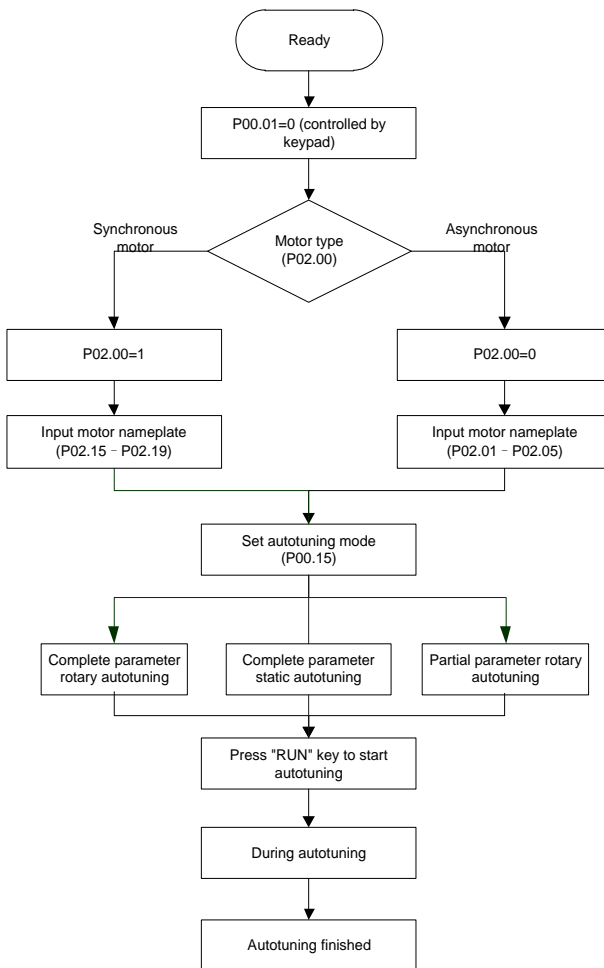 Ready
P00.01=0 (controlled by
keypad)
Synchronous
motor
Motor type
(P02.00)
Asynchronous
motor
P02.00=1
P02.00=0
Input motor nameplate
(P02.15–P02.19)
Input motor nameplate
(P02.01–P02.05)
Set autotuning mode
(P00.15)
Complete parameter
rotary autotuning
Complete parameter
static autotuning
Partial parameter rotary
autotuning
Press "RUN" key to start
autotuning
During autotuning
Autotuning finished